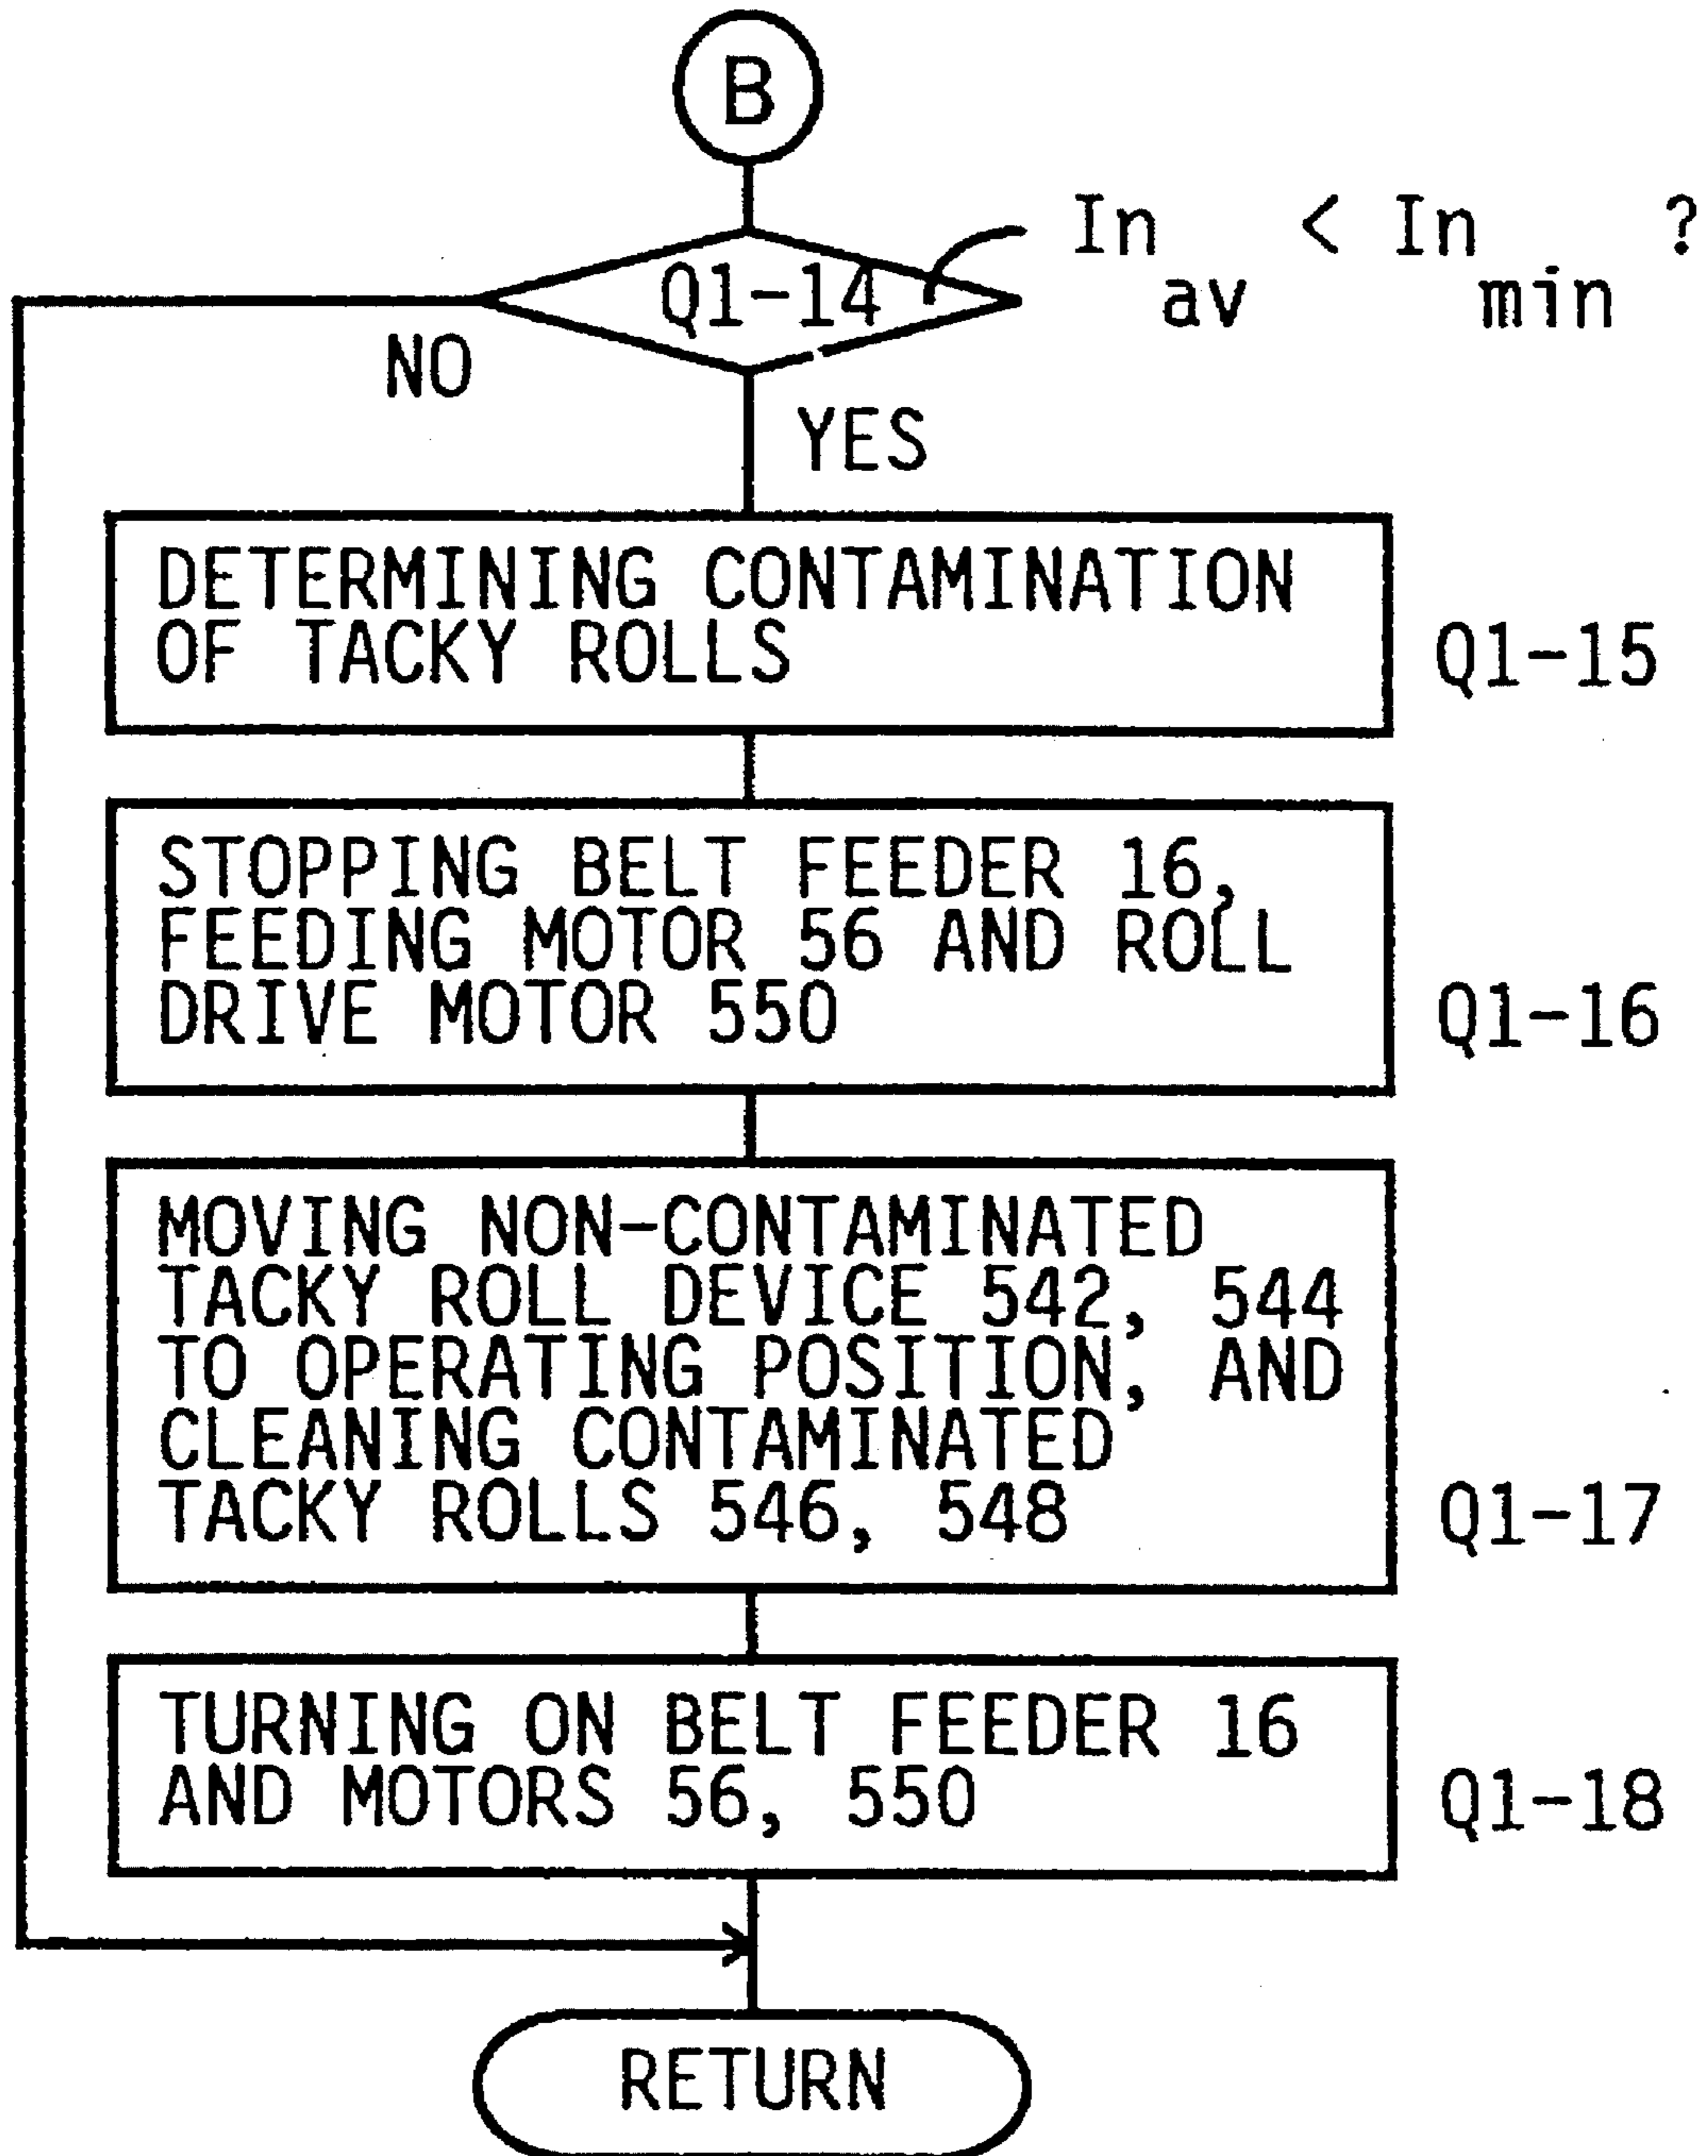 B
In av < In min ?
Q1-14
NO
YES
DETERMINING CONTAMINATION
OF TACKY ROLLS
Q1-15
STOPPING BELT FEEDER 16,
FEEDING MOTOR 56 AND ROLL
DRIVE MOTOR 550
Q1-16
MOVING NON-CONTAMINATED
TACKY ROLL DEVICE 542, 544
TO OPERATING POSITION, AND
CLEANING CONTAMINATED
TACKY ROLLS 546, 548
Q1-17
TURNING ON BELT FEEDER 16
AND MOTORS 56, 550
Q1-18
RETURN